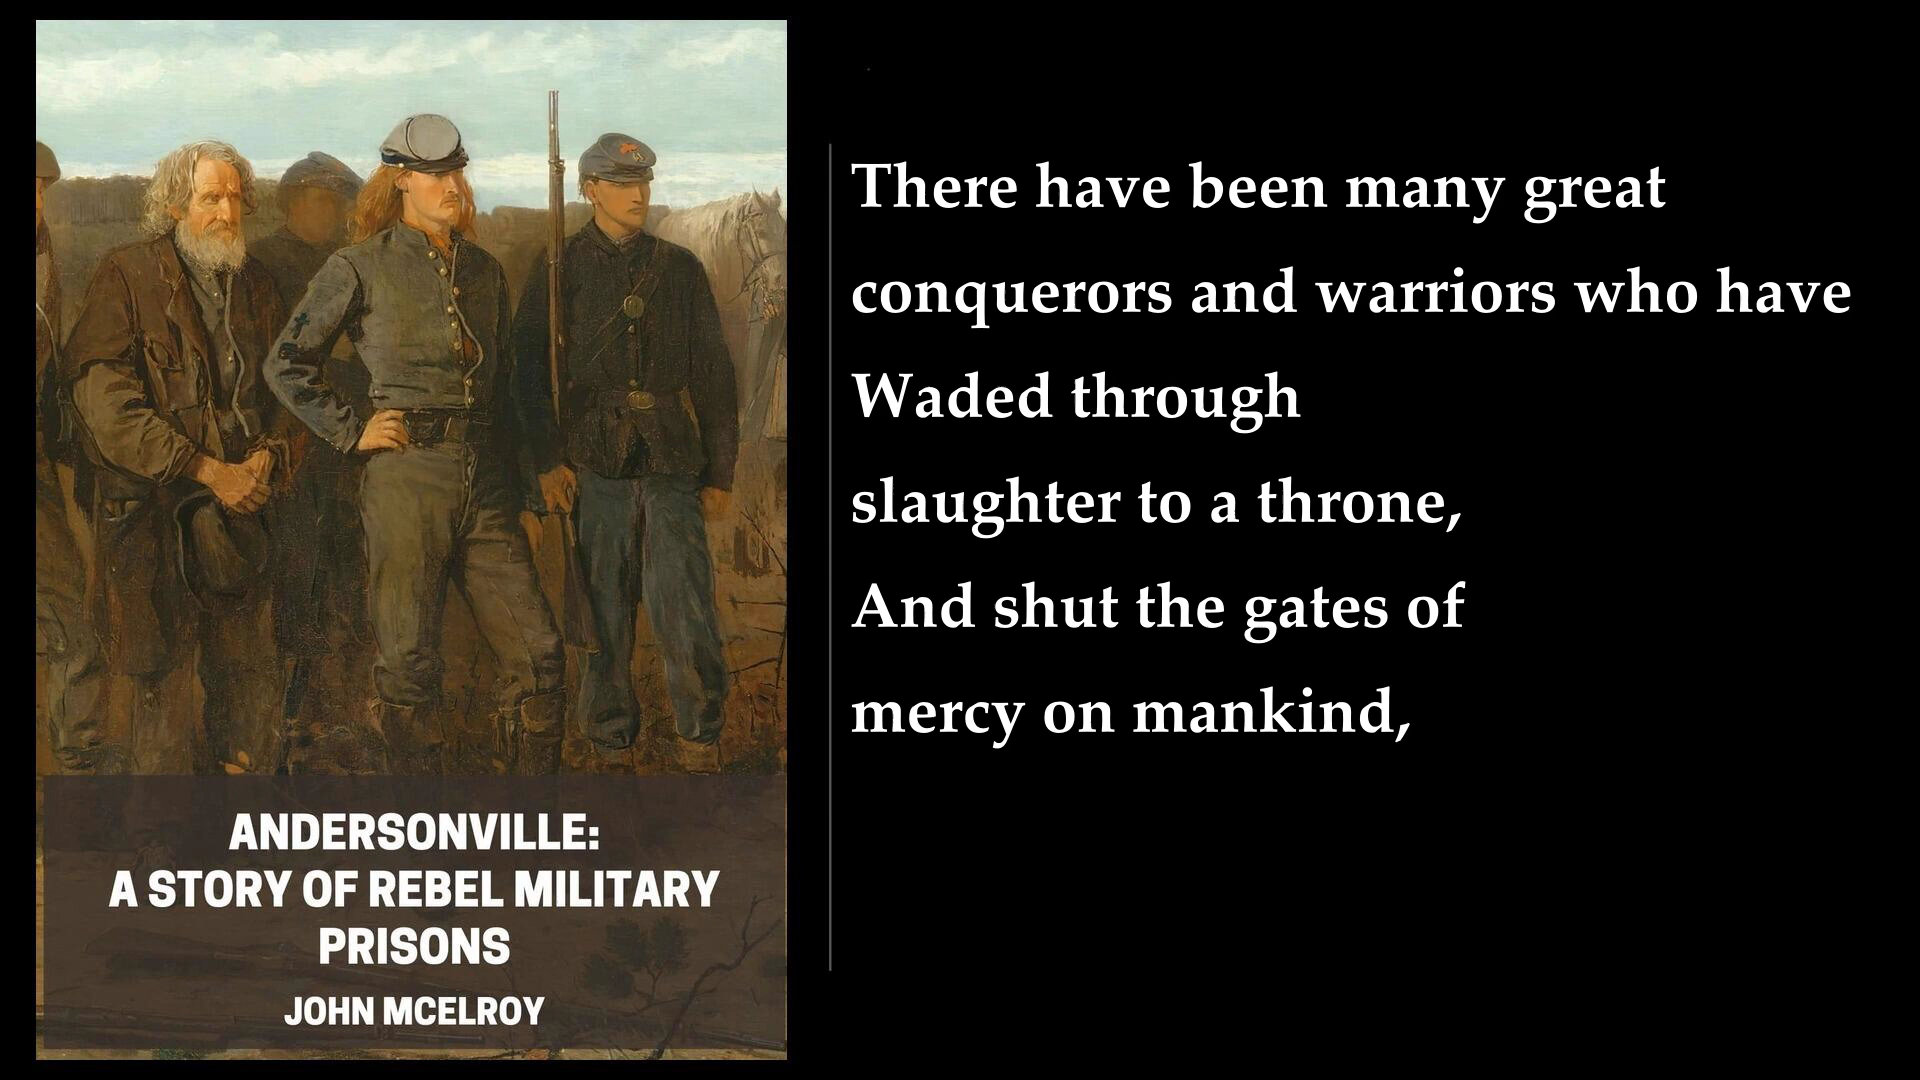 There have been many great
conquerors and warriors who have
Waded through
slaughter to a throne,
And shut the gates of
mercy on mankind,
ANDERSONVILLE:
A STORY OF REBEL MILITARY
PRISONS
JOHN MCELROY